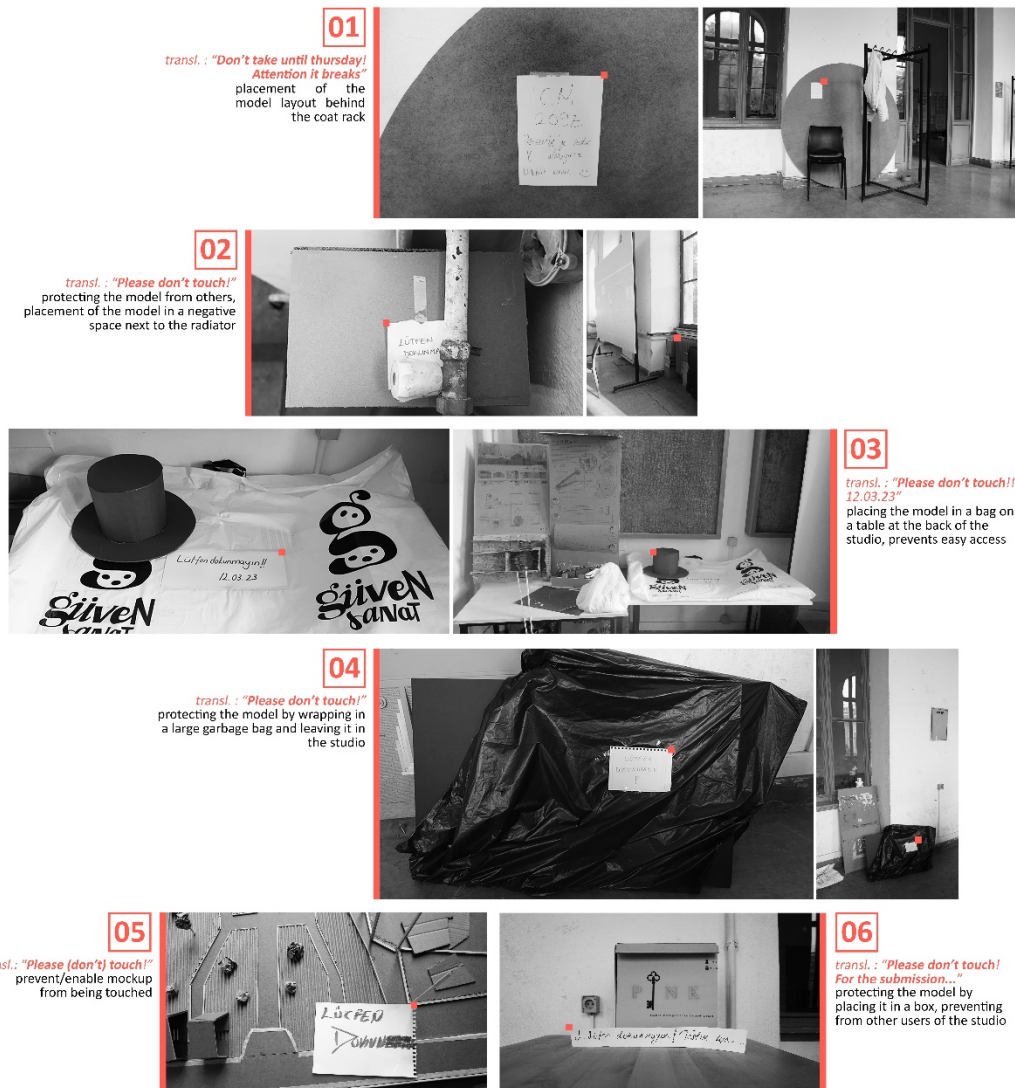 01
transl. : "Don't take until thursday!
Attention it breaks"
placement of the
model layout behind
the coat rack
C.N.
02
transl. : "Please don't touch!"
protecting the model from others,
placement of the model in a negative
space next to the radiator
LÜTFEN
DOKUNMA
03
transl. : "Please don't touch!!
12.03.23"
placing the model in a bag on
a table at the back of the
studio, prevents easy access
Lütfen dokunmayın!!
12.03.23
güveN
saNaT
güveN
saNaT
04
transl. : "Please don't touch!"
protecting the model by wrapping in
a large garbage bag and leaving it in
the studio
LÜTFEN
05
sl.: "Please (don't) touch!"
prevent/enable mockup
from being touched
LÜTFEN
06
transl. : "Please don't touch!
For the submission..."
protecting the model by
placing it in a box, preventing
from other users of the studio
P NK
Lütfen dokunmayın!